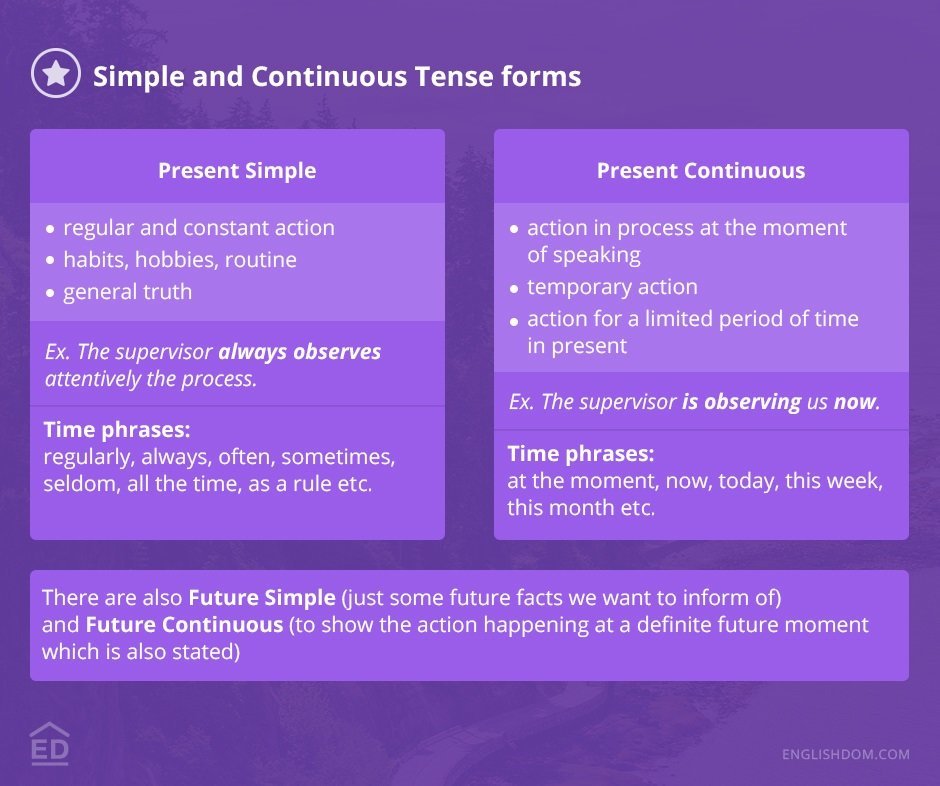 Simple and Continuous Tense forms
Present Simple
• regular and constant action
• habits, hobbies, routine
• general truth
Ex. The supervisor always observes
attentively the process.
Time phrases:
regularly, always, often, sometimes,
seldom, all the time, as a rule etc.
Present Continuous
• action in process at the moment
of speaking
• temporary action
• action for a limited period of time
in present
Ex. The supervisor is observing us now.
Time phrases:
at the moment, now, today, this week,
this month etc.
There are also Future Simple (just some future facts we want to inform of)
and Future Continuous (to show the action happening at a definite future moment
which is also stated)
ED
ENGLISHDOM.COM